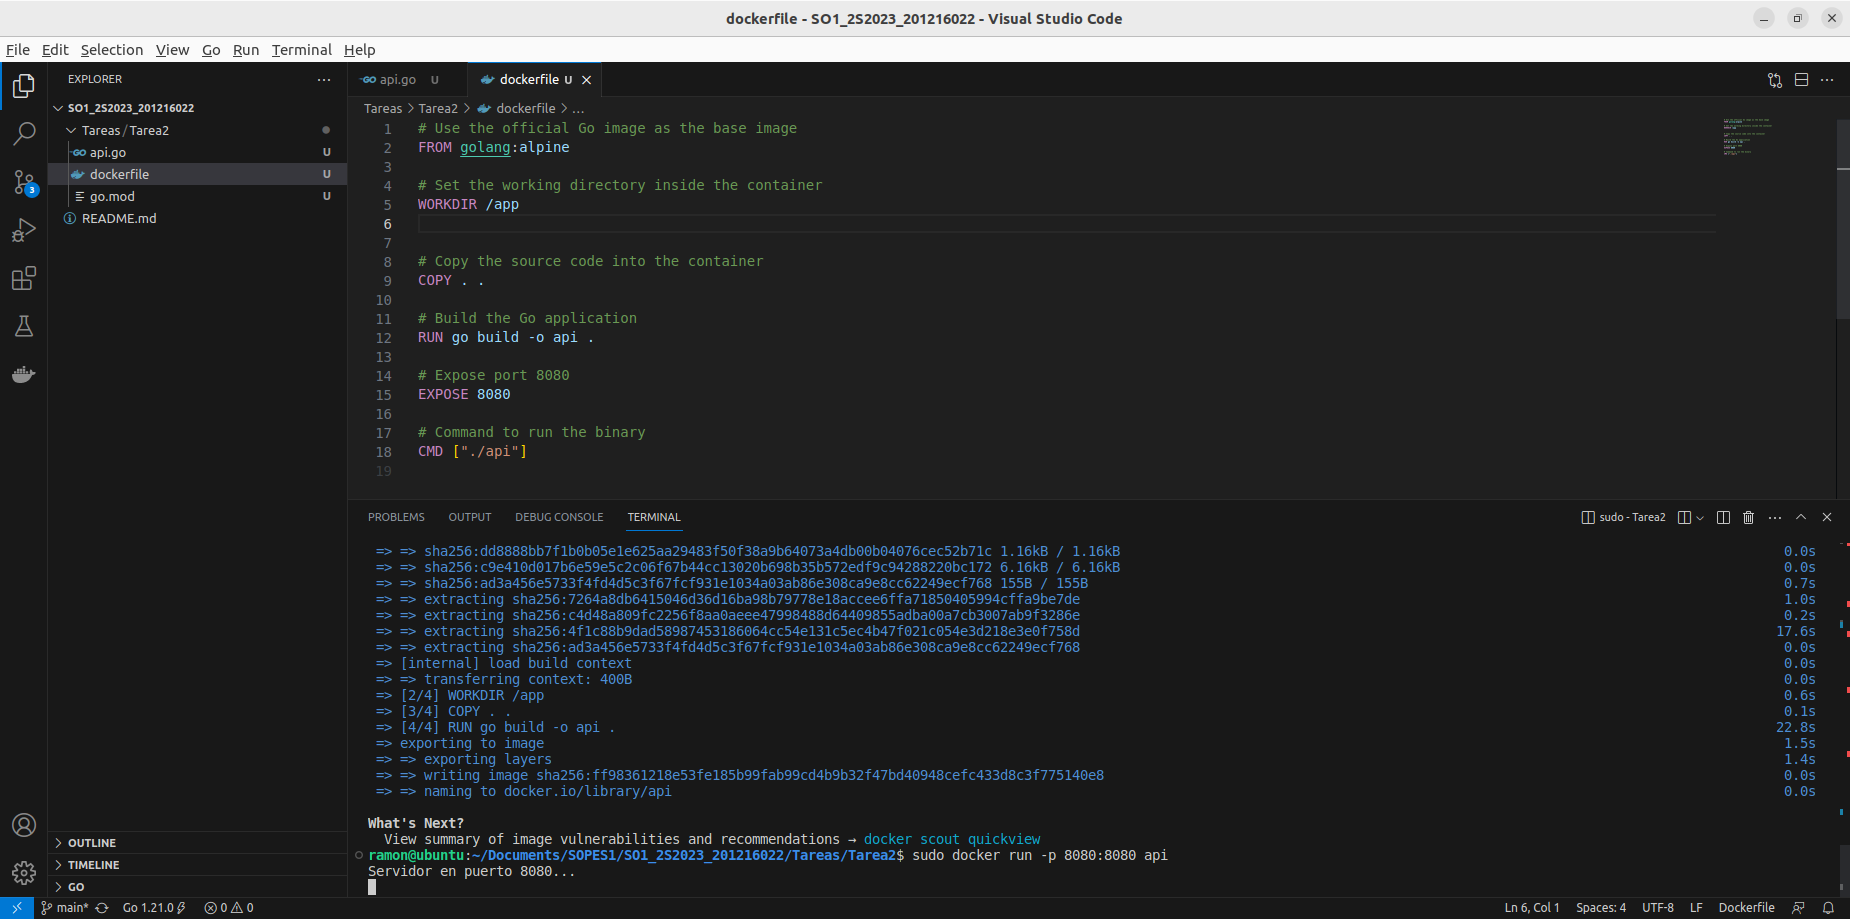 dockerfile - SO1_2S2023_201216022 - Visual Studio Code
File Edit Selection View Go Run Terminal Help
EXPLORER
SO1_2S2023_201216022
Tareas / Tarea2
api.go U
dockerfile U
go.mod U
README.md
3
OUTLINE
TIMELINE
GO
api.go U
dockerfile U
Tareas > Tarea2 > dockerfile > ...
1 # Use the official Go image as the base image
2 FROM golang:alpine
3
4 # Set the working directory inside the container
5 WORKDIR /app
6
7
8 # Copy the source code into the container
9 COPY . .
10
11 # Build the Go application
12 RUN go build -o api .
13
14 # Expose port 8080
15 EXPOSE 8080
16
17 # Command to run the binary
18 CMD ["./api"]
19
PROBLEMS OUTPUT DEBUG CONSOLE TERMINAL
sudo - Tarea2
=> => sha256:dd8888bb7f1b0b05e1e625aa29483f50f38a9b64073a4db00b04076cec52b71c 1.16kB / 1.16kB 0.0s
=> => sha256:c9e410d017b6e59e5c2c06f67b44cc13020b698b35b572edf9c94288220bc172 6.16kB / 6.16kB 0.0s
=> => sha256:ad3a456e5733f4fd4d5c3f67fcf931e1034a03ab86e308ca9e8cc62249ecf768 155B / 155B 0.7s
=> => extracting sha256:7264a8db6415046d36d16ba98b79778e18accee6ffa71850405994cffa9be7de 1.0s
=> => extracting sha256:c4d48a809fc2256f8aa0aeee47998488d64409855adba00a7cb3007ab9f3286e 0.2s
=> => extracting sha256:4f1c88b9dad58987453186064cc54e131c5ec4b47f021c054e3d218e3e0f758d 17.6s
=> => extracting sha256:ad3a456e5733f4fd4d5c3f67fcf931e1034a03ab86e308ca9e8cc62249ecf768 0.0s
=> [internal] load build context 0.0s
=> => transferring context: 400B 0.0s
=> [2/4] WORKDIR /app 0.6s
=> [3/4] COPY . . 0.1s
=> [4/4] RUN go build -o api . 22.8s
=> exporting to image 1.5s
=> => exporting layers 1.4s
=> => writing image sha256:ff98361218e53fe185b99fab99cd4b9b32f47bd40948cefc433d8c3f775140e8 0.0s
=> => naming to docker.io/library/api 0.0s
What's Next?
View summary of image vulnerabilities and recommendations → docker scout quickview
ramon@ubuntu:~/Documents/SOPES1/SO1_2S2023_201216022/Tareas/Tarea2$ sudo docker run -p 8080:8080 api
Servidor en puerto 8080...
main* Go 1.21.0 0 0 Ln 6, Col 1 Spaces: 4 UTF-8 LF Dockerfile